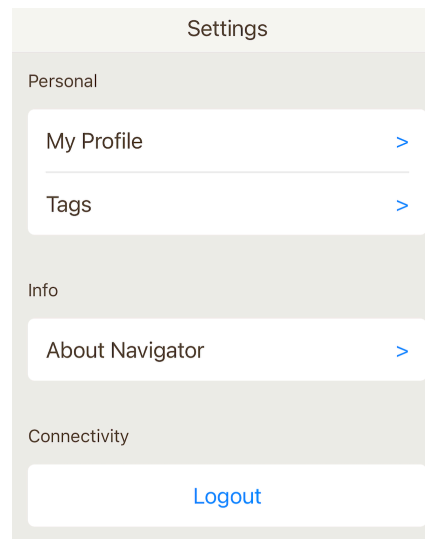 Settings
Personal
My Profile >
Tags >
Info
About Navigator >
Connectivity
Logout